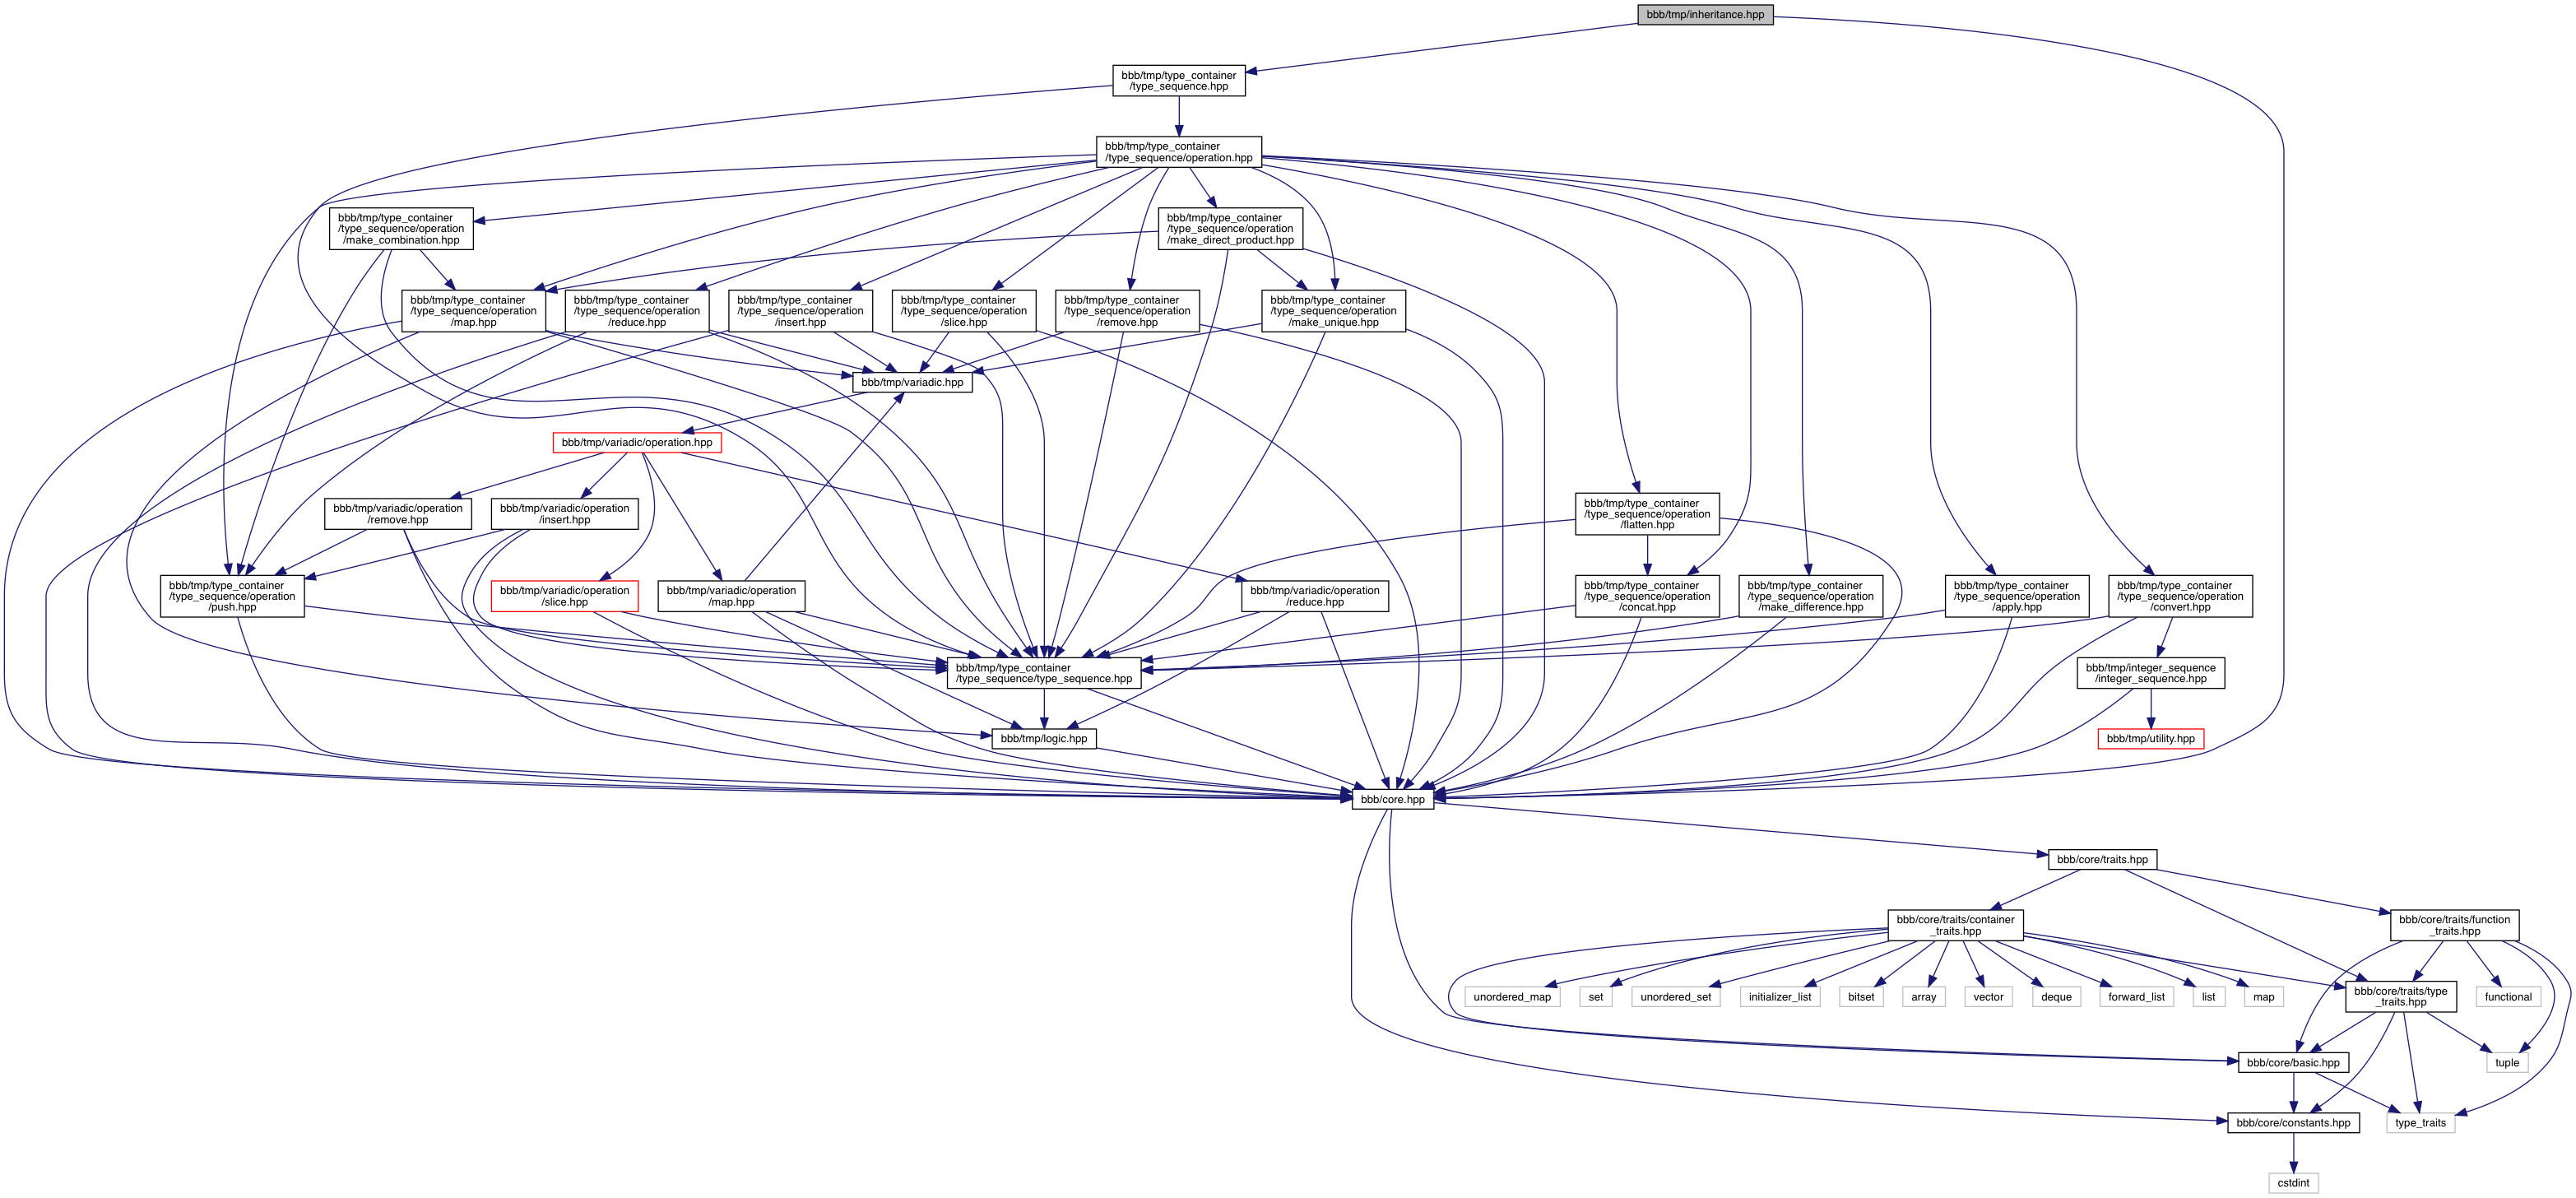 bbb/tmp/inheritance.hpp
bbb/tmp/type_container
/type_sequence.hpp
bbb/tmp/type_container
/type_sequence/operation.hpp
bbb/tmp/type_container
/type_sequence/operation
/make_combination.hpp
bbb/tmp/type_container
/type_sequence/operation
/make_direct_product.hpp
bbb/tmp/type_container
/type_sequence/operation
/map.hpp
bbb/tmp/type_container
/type_sequence/operation
/reduce.hpp
bbb/tmp/type_container
/type_sequence/operation
/insert.hpp
bbb/tmp/type_container
/type_sequence/operation
/slice.hpp
bbb/tmp/type_container
/type_sequence/operation
/remove.hpp
bbb/tmp/type_container
/type_sequence/operation
/make_unique.hpp
bbb/tmp/variadic.hpp
bbb/tmp/variadic/operation.hpp
bbb/tmp/variadic/operation
/remove.hpp
bbb/tmp/variadic/operation
/insert.hpp
bbb/tmp/type_container
/type_sequence/operation
/flatten.hpp
bbb/tmp/type_container
/type_sequence/operation
/push.hpp
bbb/tmp/variadic/operation
/slice.hpp
bbb/tmp/variadic/operation
/map.hpp
bbb/tmp/variadic/operation
/reduce.hpp
bbb/tmp/type_container
/type_sequence/operation
/concat.hpp
bbb/tmp/type_container
/type_sequence/operation
/make_difference.hpp
bbb/tmp/type_container
/type_sequence/operation
/apply.hpp
bbb/tmp/type_container
/type_sequence/operation
/convert.hpp
bbb/tmp/type_container
/type_sequence/type_sequence.hpp
bbb/tmp/integer_sequence
/integer_sequence.hpp
bbb/tmp/logic.hpp
bbb/tmp/utility.hpp
bbb/core.hpp
bbb/core/traits.hpp
bbb/core/traits/container
_traits.hpp
bbb/core/traits/function
_traits.hpp
unordered_map
set
unordered_set
initializer_list
bitset
array
vector
deque
forward_list
list
map
bbb/core/traits/type
_traits.hpp
functional
bbb/core/basic.hpp
tuple
bbb/core/constants.hpp
type_traits
cstdint